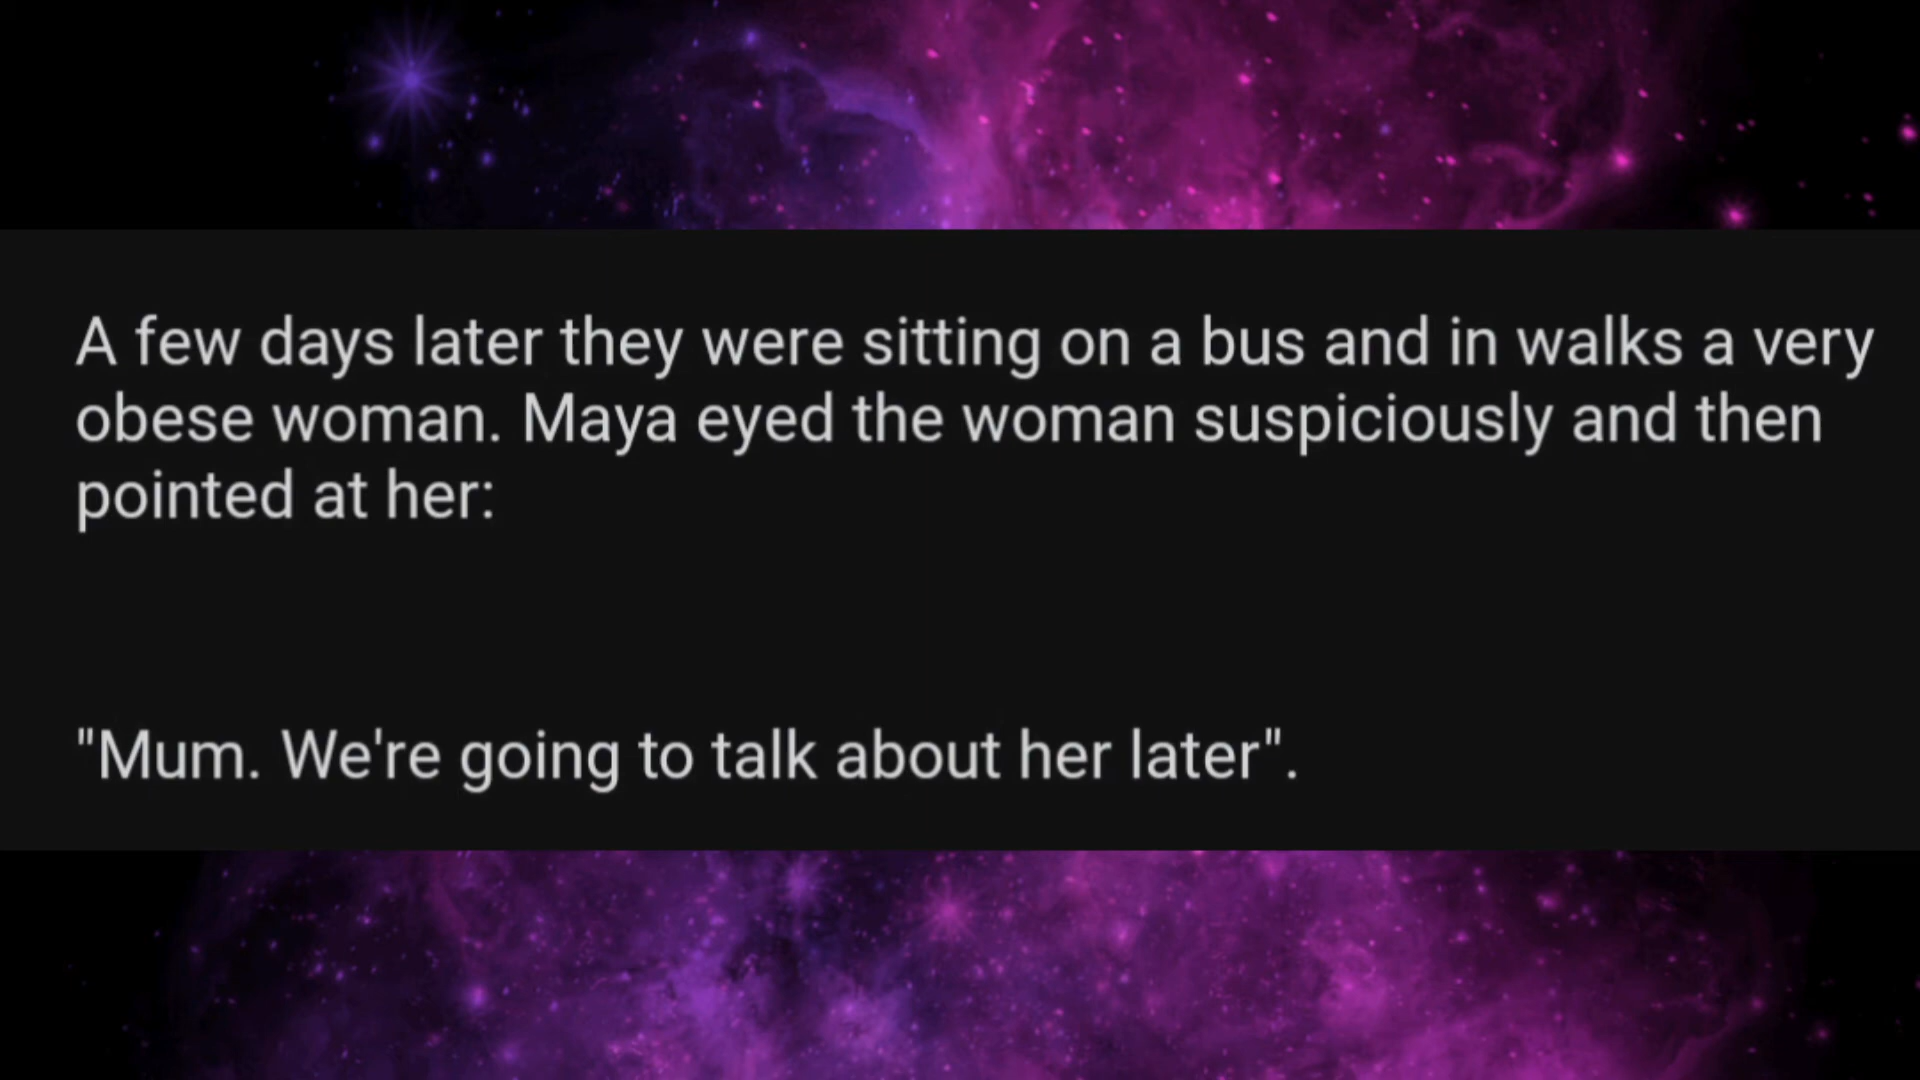 A few days later they were sitting on a bus and in walks a very
obese woman. Maya eyed the woman suspiciously and then
pointed at her:
"Mum. We're going to talk about her later".